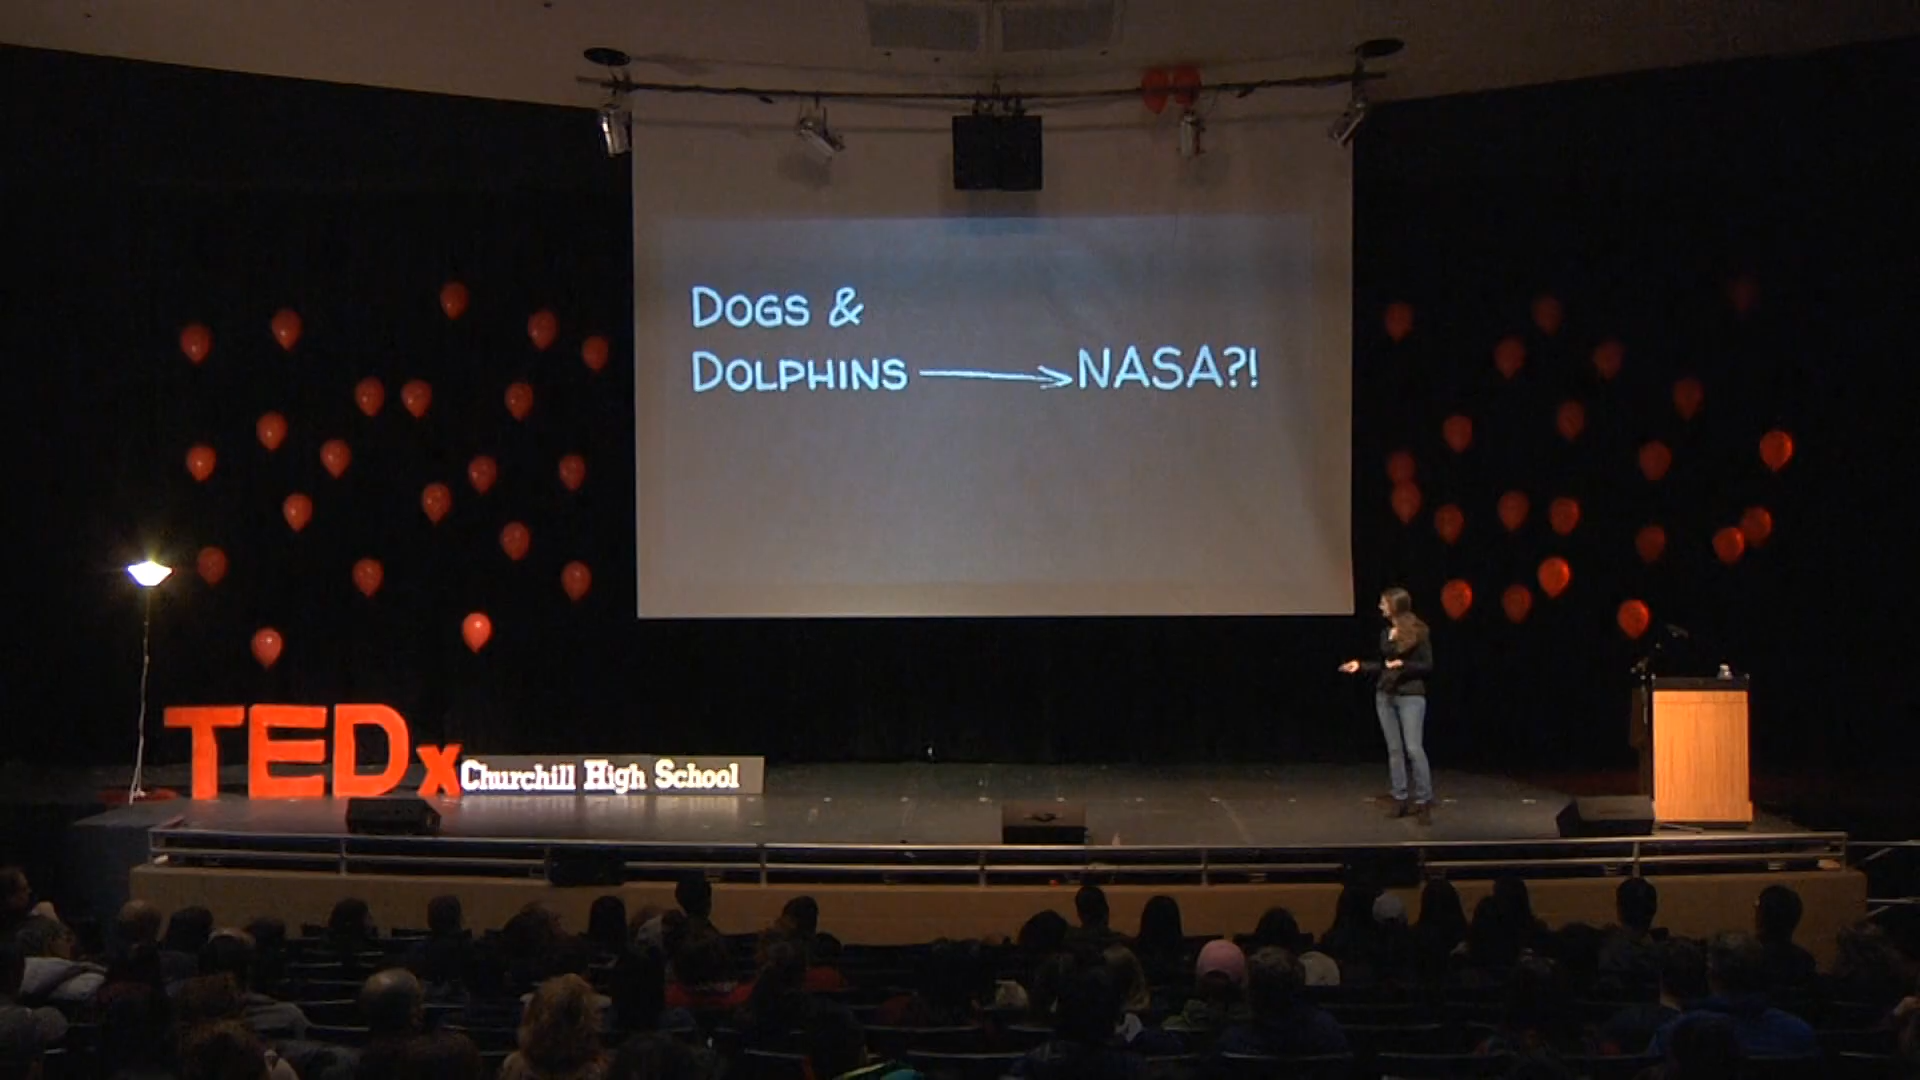 DOGS &
DOLPHINS
NASA?!
TEDx
Churchill High School